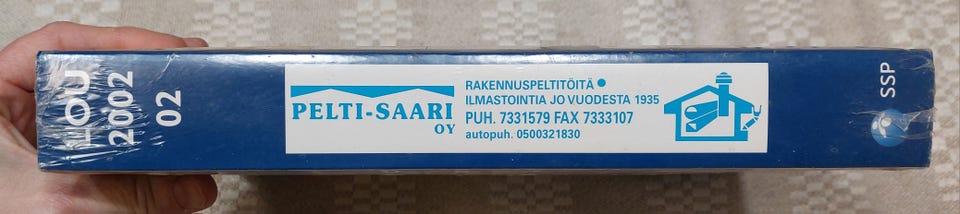 LOU
2002
02
PELTI-SAARI
OY
RAKENNUSPELTITÖITÄ •
ILMASTOINTIA JO VUODESTA 1935
PUH. 7331579 FAX 7333107
autopuh. 0500321830
SSP